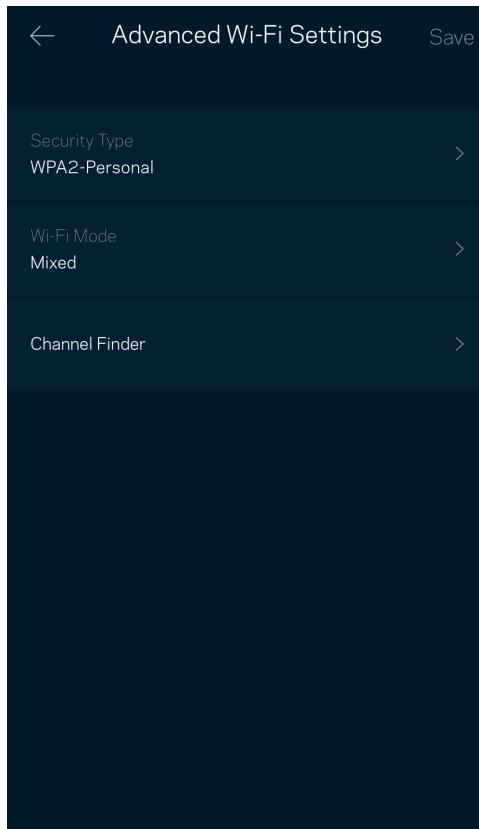 Advanced Wi-Fi Settings
Save
Security Type
WPA2-Personal
Wi-Fi Mode
Mixed
Channel Finder